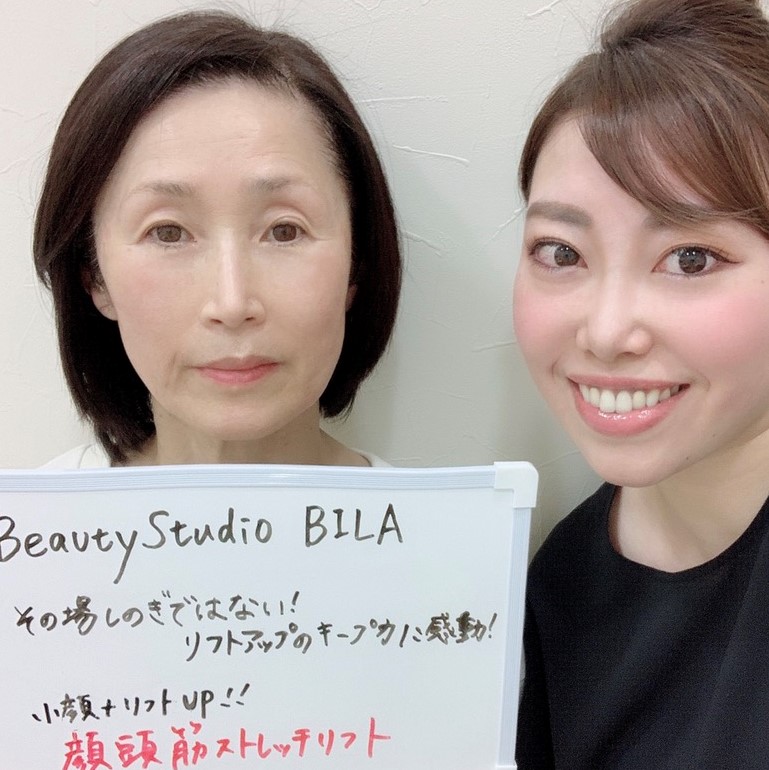 Beauty Studio BILA
その場しのぎではない!
リフトアップのキープ力に感動!
小顔+リフトUP!!
顔頭筋ストレッチリフト